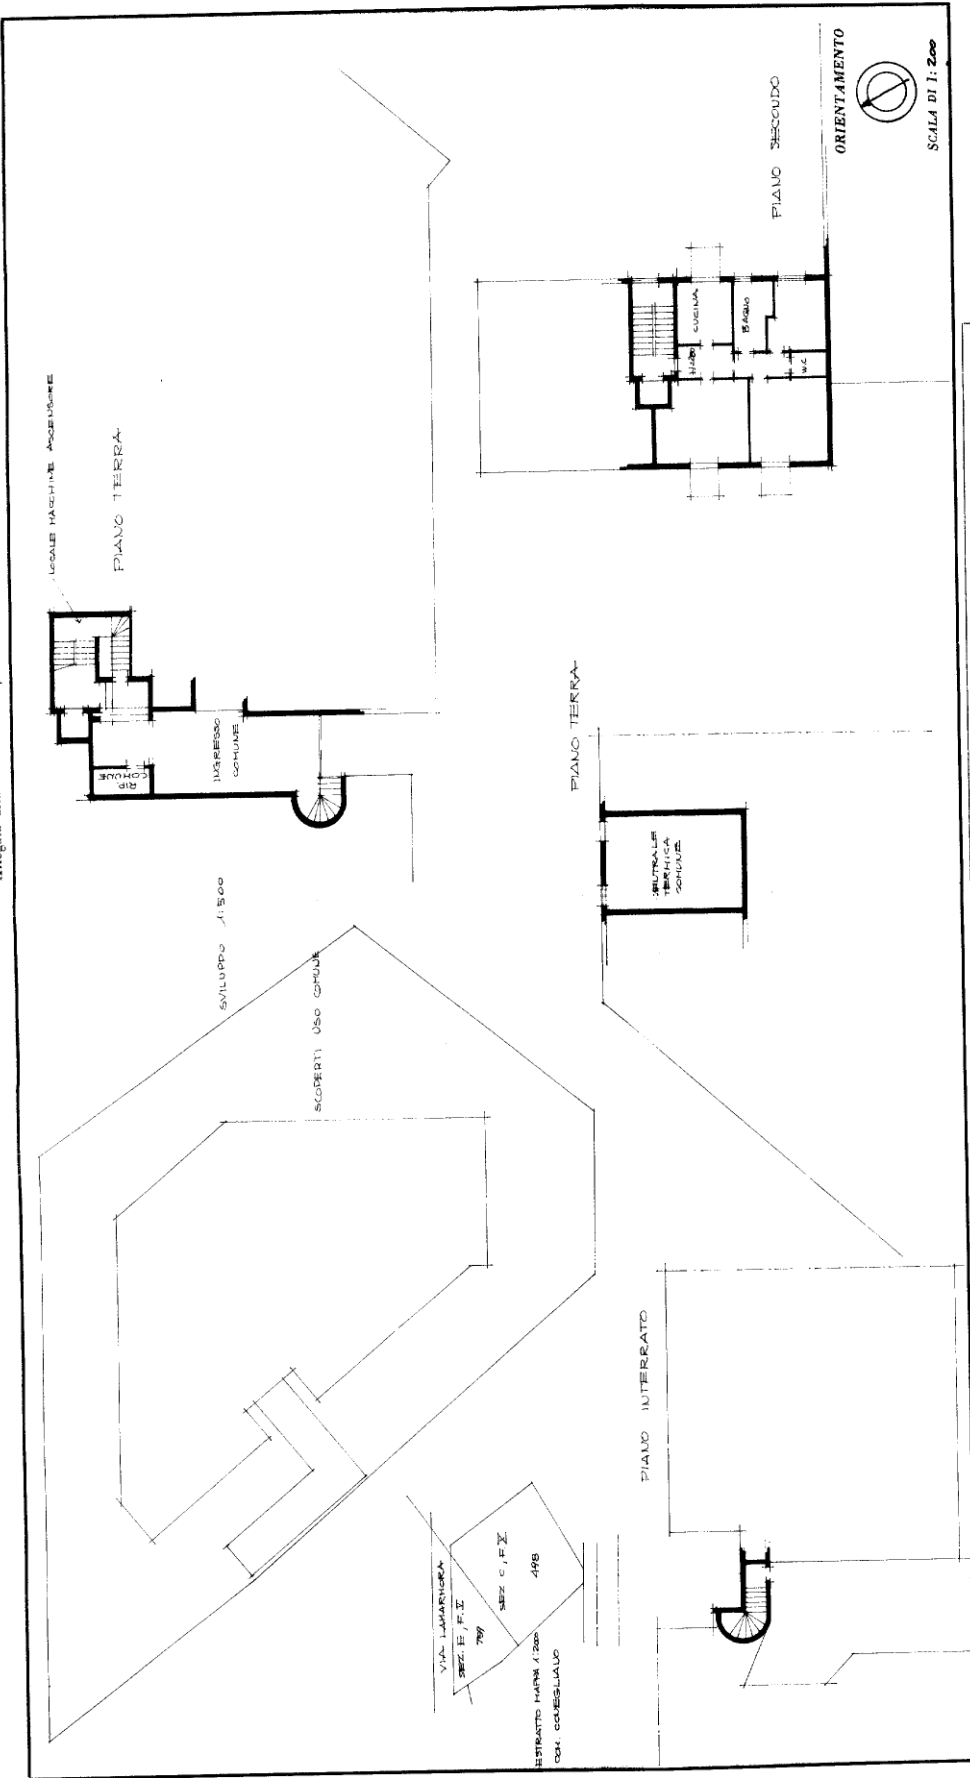 LOCALE MACCHINE ASCENSORE
PIANO TERRA
RIP.
COMUNE
INGRESSO
COMUNE
SVILUPPO 1:500
SCOPERTI USO COMUNE
VIA LAMARMORA
SEZ. E, F. V
SEZ C, F. V
498
ESTRATTO MAPPA 1:2000
COM. CONEGLIANO
PIANO TERRA
CENTRALE
TERMICA
COMUNE
PIANO INTERRATO
PIANO SECONDO
CUCINA
BAGNO
W.C.
ORIENTAMENTO
SCALA DI 1: 200